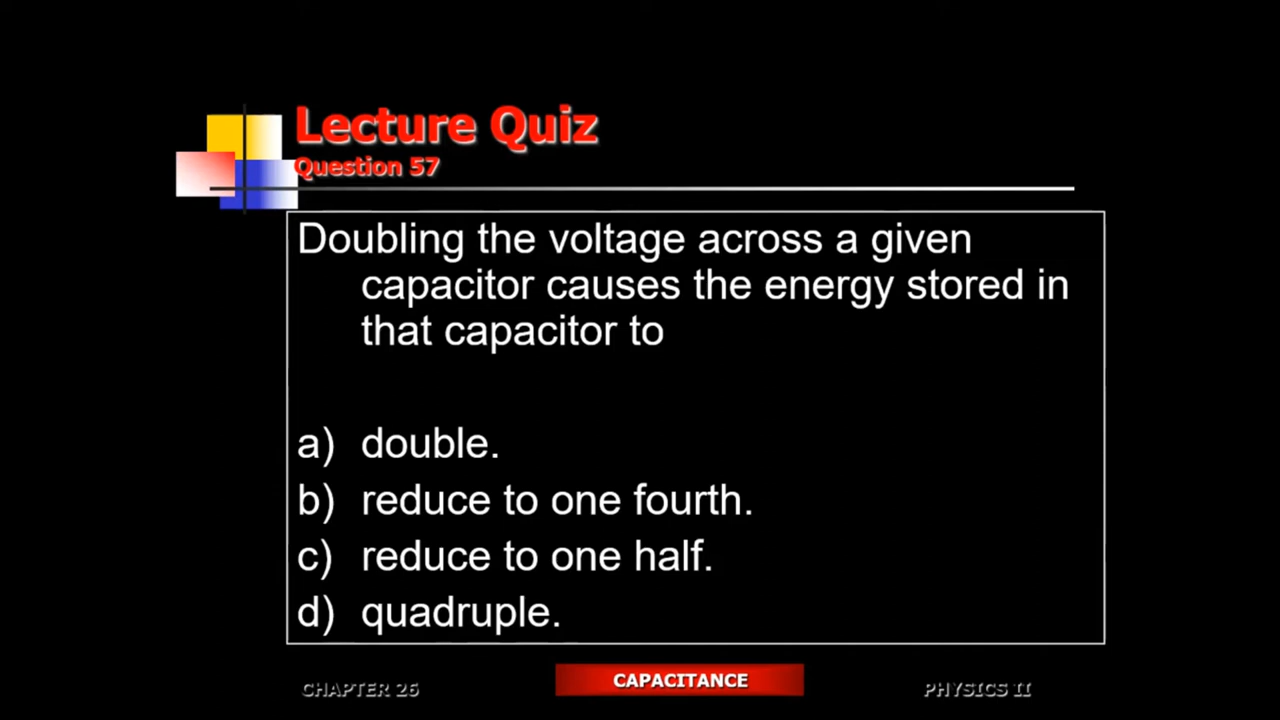 Lecture Quiz
Question 57
Doubling the voltage across a given
capacitor causes the energy stored in
that capacitor to
a) double.
b) reduce to one fourth.
c) reduce to one half.
d) quadruple.
CHAPTER 26
CAPACITANCE
PHYSICS II